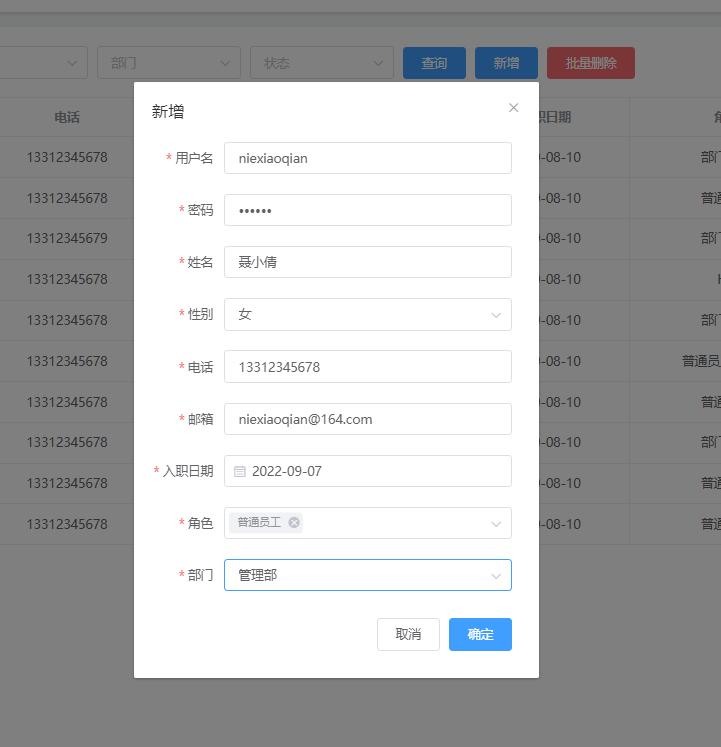 部门 状态 查询 新增 批量删除
电话 职日期
新增
* 用户名 niexiaoqian
* 密码 ••••••
* 姓名 聂小倩
* 性别 女
* 电话 13312345678
* 邮箱 niexiaoqian@164.com
* 入职日期 2022-09-07
* 角色 普通员工
* 部门 管理部
取消 确定
13312345678 -08-10 部门
13312345678 -08-10 普通
13312345679 -08-10 部门
13312345678 -08-10
13312345678 -08-10 部门
13312345678 -08-10 普通员
13312345678 -08-10 普通
13312345678 -08-10 部门
13312345678 -08-10 普通
13312345678 -08-10 普通